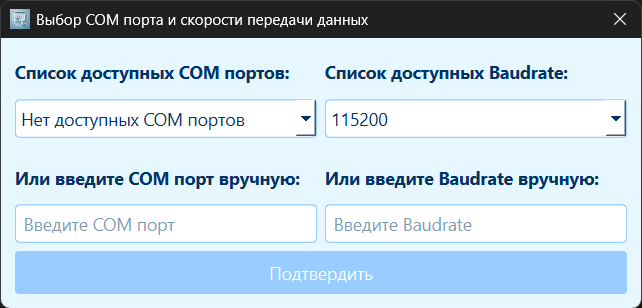 Выбор COM порта и скорости передачи данных
Список доступных COM портов: Список доступных Baudrate:
Нет доступных COM портов 115200
Или введите COM порт вручную: Или введите Baudrate вручную:
Введите COM порт Введите Baudrate
Подтвердить